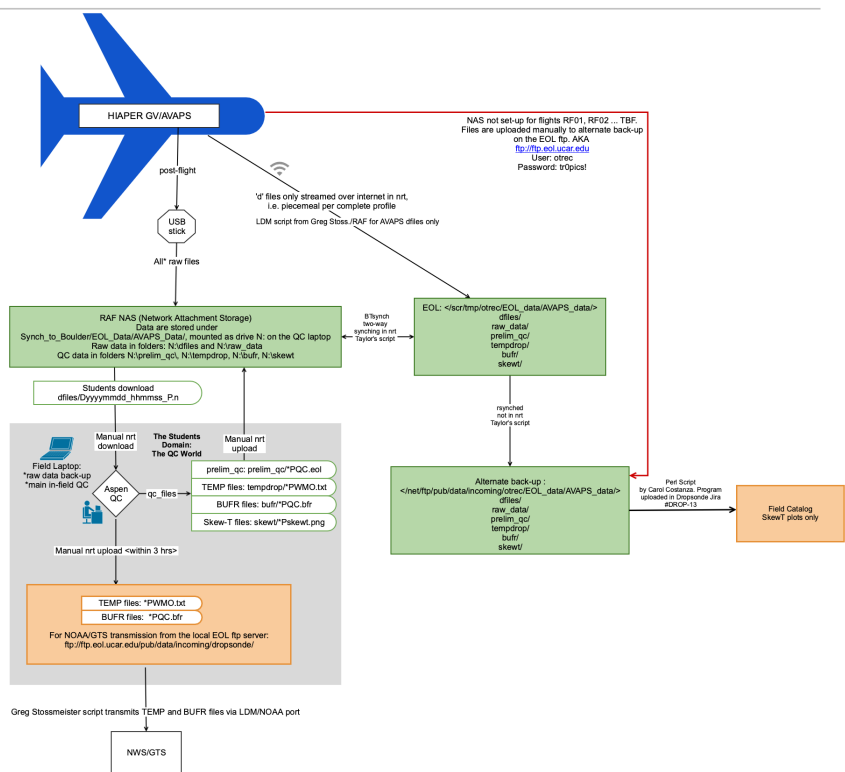 HIAPER GV/AVAPS
NAS not set-up for flights RF01, RF02 ... TBF.
Files are uploaded manually to alternate back-up
on the EOL ftp. AKA
ftp://ftp.eol.ucar.edu
User: otrec
Password: tr0pics!
post-flight
'd' files only streamed over internet in nrt,
i.e. piecemeal per complete profile
LDM script from Greg Stoss./RAF for AVAPS dfiles only
USB
stick
All* raw files
RAF NAS (Network Attachment Storage)
Data are stored under
Synch_to_Boulder/EOL_Data/AVAPS_Data/, mounted as drive N: on the QC laptop
Raw data in folders: N:\dfiles and N:\raw_data
QC data in folders N:\prelim_qc\, N:\tempdrop, N:\bufr, N:\skewt
BTsynch
two-way
synching in nrt
Taylor's script
EOL: </scr/tmp/otrec/EOL_data/AVAPS_data/>
dfiles/
raw_data/
prelim_qc/
tempdrop/
bufr/
skewt/
Students download
dfiles/Dyyyymmdd_hhmmss_P.n
rsynched
not in nrt
Taylor's script
Manual nrt
download
The Students
Domain:
The QC World
Manual nrt
upload
Field Laptop:
*raw data back-up
*main in-field QC
Aspen
QC
qc_files
prelim_qc: prelim_qc/*PQC.eol
TEMP files: tempdrop/*PWMO.txt
BUFR files: bufr/*PQC.bfr
Skew-T files: skewt/*Pskewt.png
Alternate back-up :
</net/ftp/pub/data/incoming/otrec/EOL_data/AVAPS_data/>
dfiles/
raw_data/
prelim_qc/
tempdrop/
bufr/
skewt/
Perl Script
by Carol Costanza. Program
uploaded in Dropsonde Jira
#DROP-13
Field Catalog
SkewT plots only
Manual nrt upload <within 3 hrs>
TEMP files: *PWMO.txt
BUFR files: *PQC.bfr
For NOAA/GTS transmission from the local EOL ftp server:
ftp://ftp.eol.ucar.edu/pub/data/incoming/dropsonde/
Greg Stossmeister script transmits TEMP and BUFR files via LDM/NOAA port
NWS/GTS